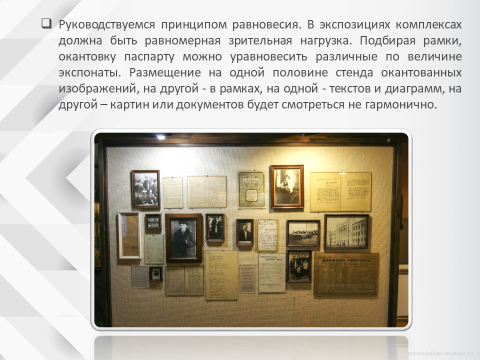 Руководствуемся принципом равновесия. В экспозициях комплексах
должна быть равномерная зрительная нагрузка. Подбирая рамки,
окантовку паспарту можно уравновесить различные по величине
экспонаты. Размещение на одной половине стенда окантованных
изображений, на другой - в рамках, на одной - текстов и диаграмм, на
другой – картин или документов будет смотреться не гармонично.